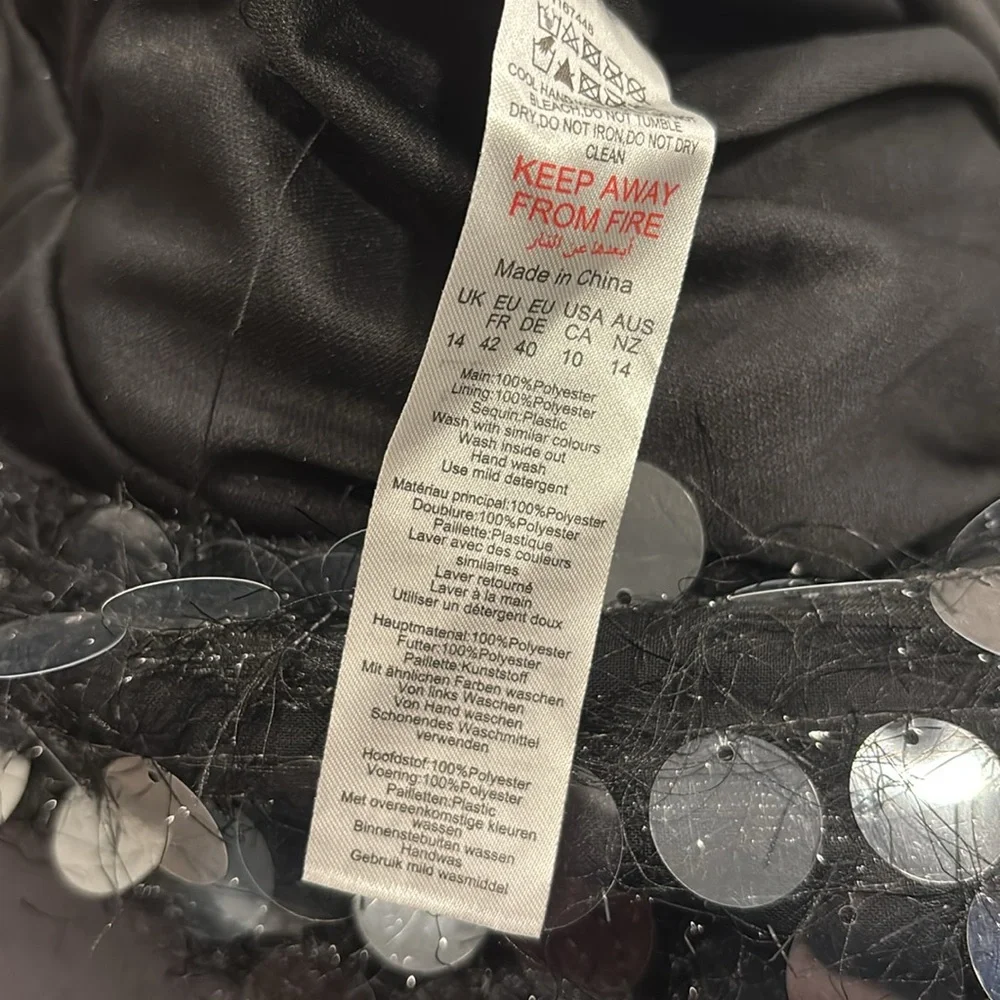 COOL HAND
BLEACH,DO NOT TUMBLE
DRY,DO NOT IRON,DO NOT DRY
CLEAN
KEEP AWAY
FROM FIRE
أبعدها عن النار
Made in China
UK EU EU USA AUS
FR DE CA NZ
14 42 40 10 14
Main:100%Polyester
Lining:100%Polyester
Sequin:Plastic
Wash with similar colours
Wash inside out
Hand wash
Use mild detergent
Matériau principal:100%Polyester
Doublure:100%Polyester
Paillette:Plastique
Laver avec des couleurs
similaires
Laver retourné
Laver à la main
Utiliser un détergent doux
Hauptmaterial:100%Polyester
Futter:100%Polyester
Paillette:Kunststoff
Mit ähnlichen Farben waschen
Von links Waschen
Von Hand waschen
Schonendes Waschmittel
verwenden
Hoofdstof:100%Polyester
Voering:100%Polyester
Pailletten:Plastic
Met overeenkomstige kleuren
wassen
Binnenstebuiten wassen
Handwas
Gebruik mild wasmiddel